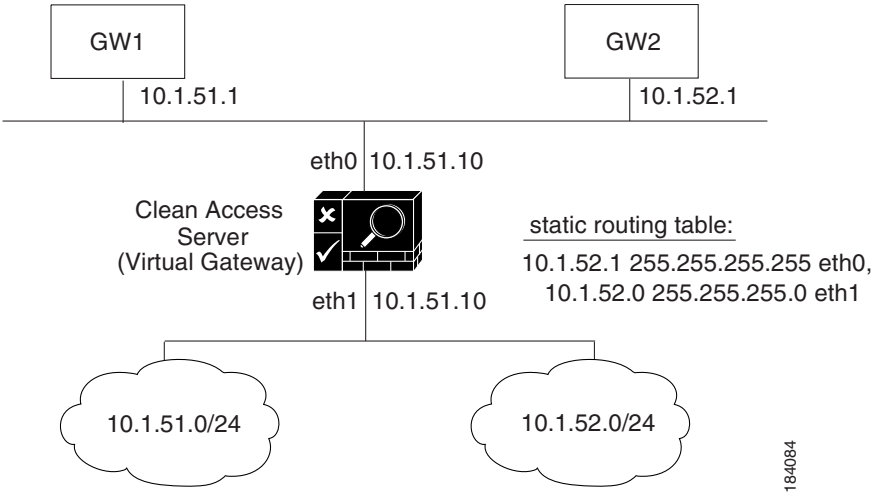 GW1
GW2
10.1.51.1
10.1.52.1
eth0 10.1.51.10
Clean Access
Server
(Virtual Gateway)
static routing table:
10.1.52.1 255.255.255.255 eth0,
10.1.52.0 255.255.255.0 eth1
eth1 10.1.51.10
10.1.51.0/24
10.1.52.0/24
184084